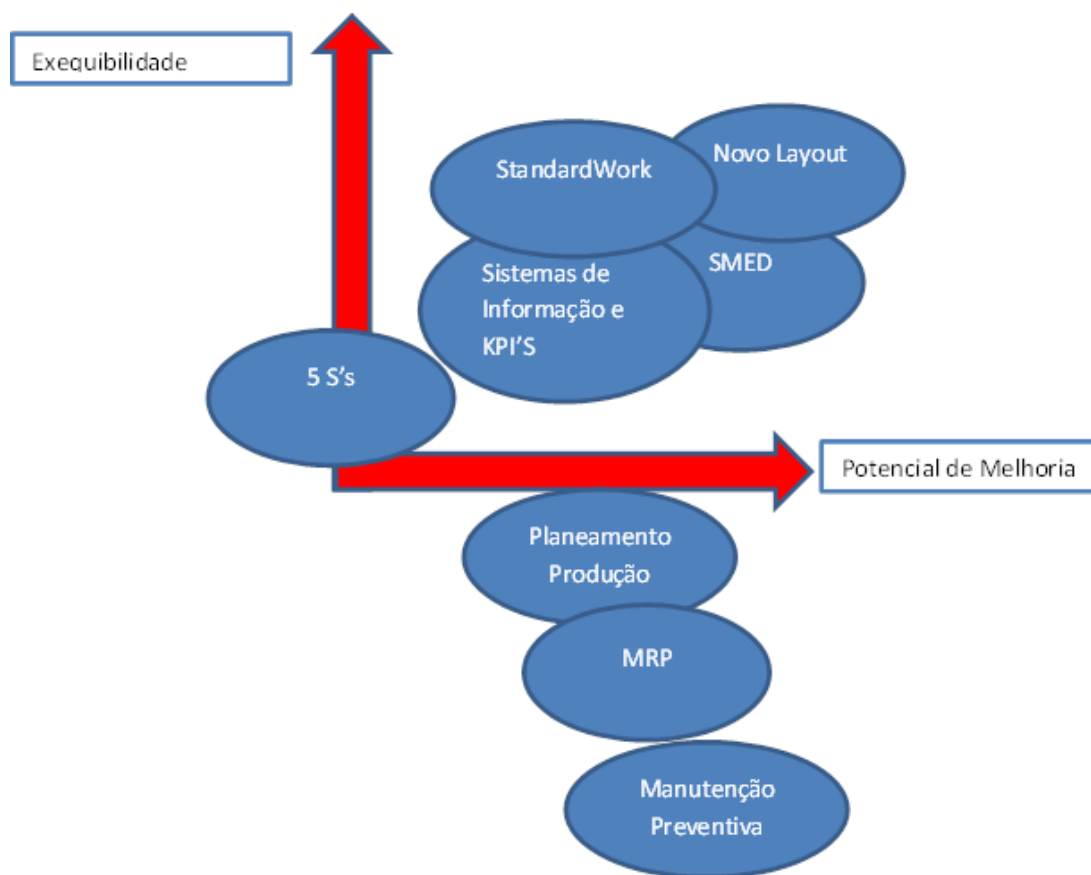 Exequibilidade
Novo Layout
StandardWork
SMED
Sistemas de
Informação e
KPI'S
5 S's
Potencial de Melhoria
Planeamento
Produção
MRP
Manutenção
Preventiva